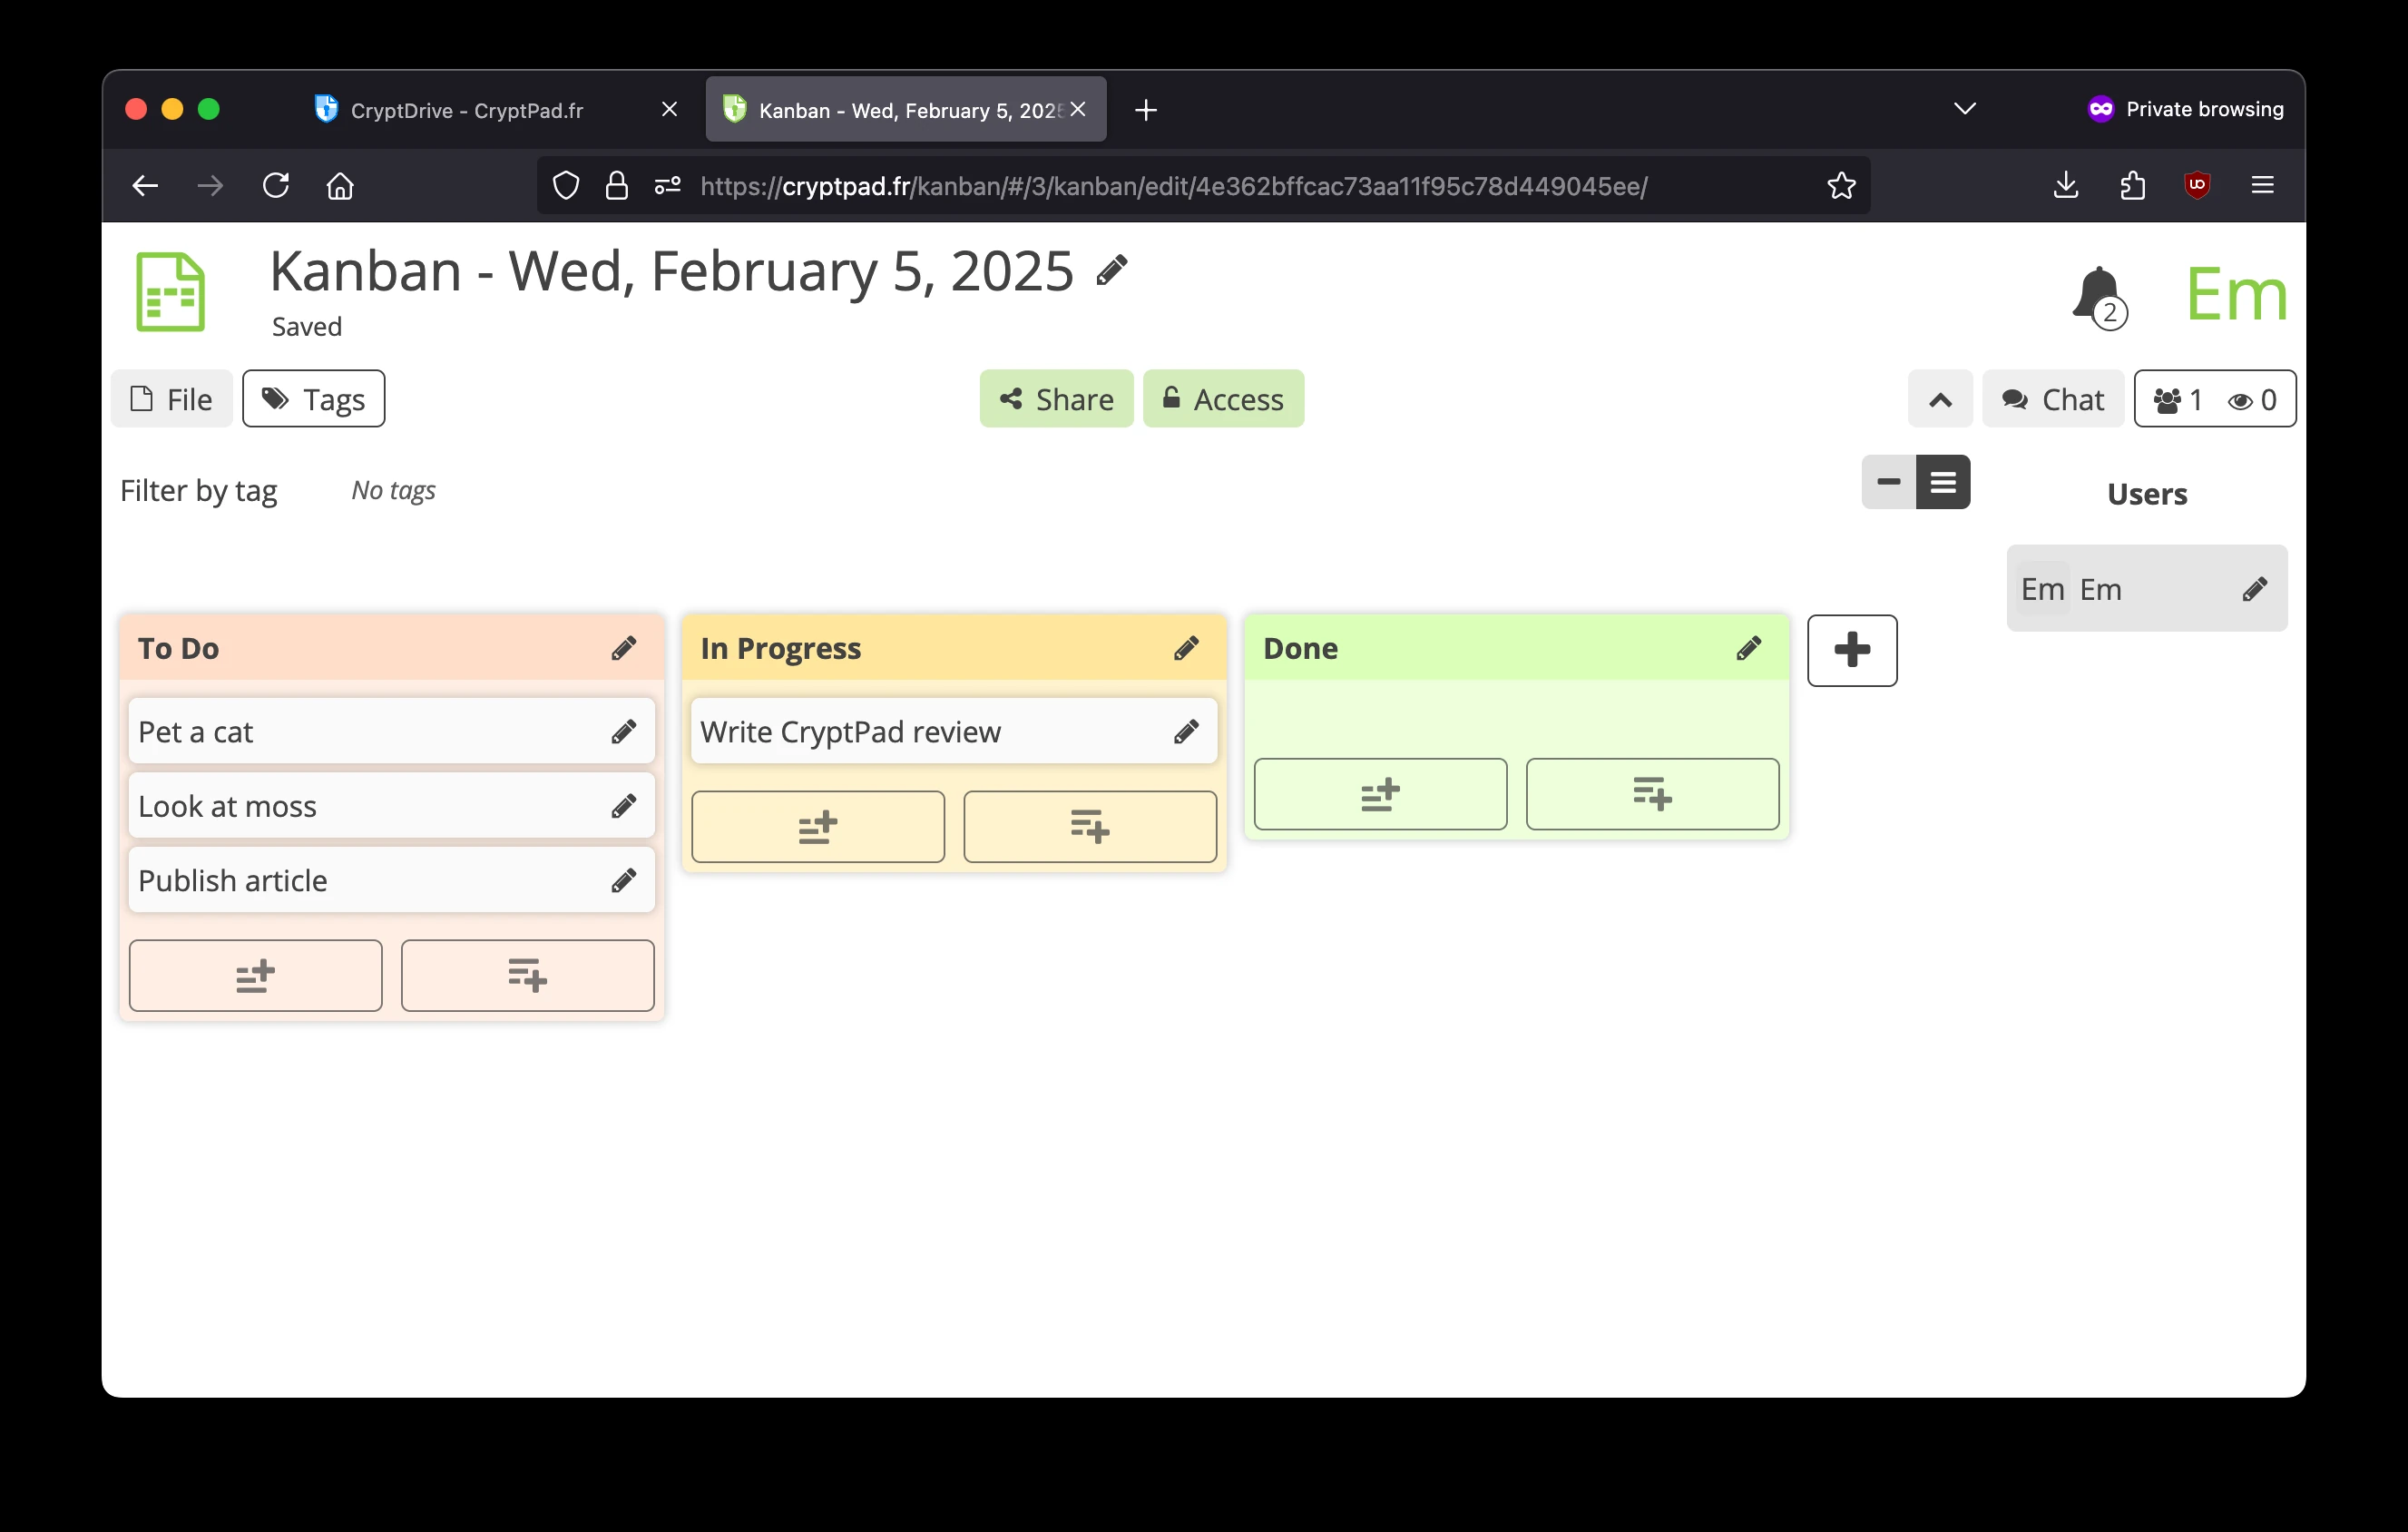 CryptDrive - CryptPad.fr
Kanban - Wed, February 5, 2025
Private browsing
https://cryptpad.fr/kanban/#/3/kanban/edit/4e362bffcac73aa11f95c78d449045ee/
Kanban - Wed, February 5, 2025
Saved
2
Em
File
Tags
Share
Access
Chat
1
0
Filter by tag
No tags
Users
Em Em
To Do
Pet a cat
Look at moss
Publish article
In Progress
Write CryptPad review
Done